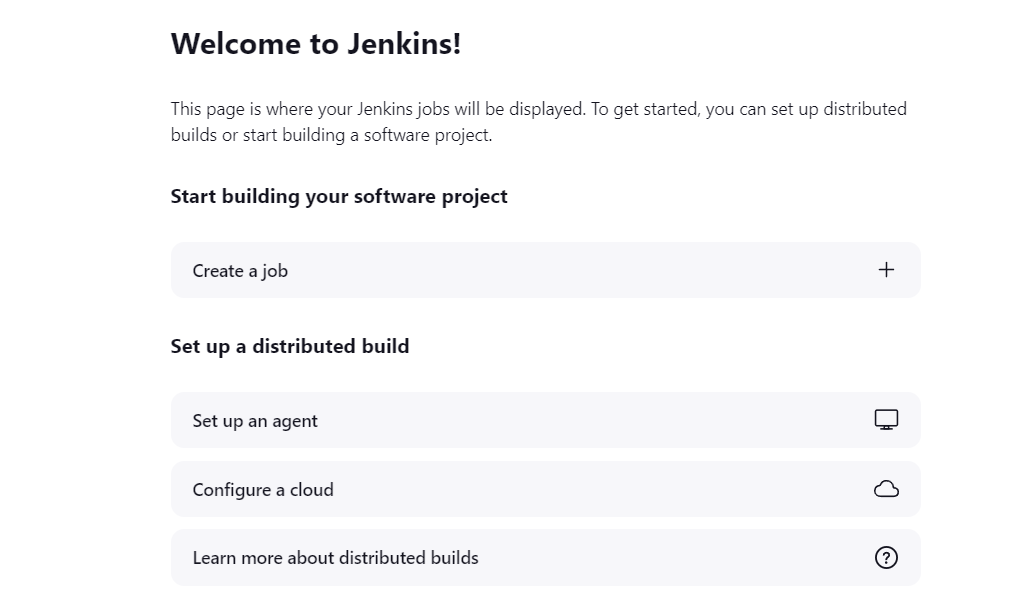 Welcome to Jenkins!
This page is where your Jenkins jobs will be displayed. To get started, you can set up distributed
builds or start building a software project.
Start building your software project
Create a job
Set up a distributed build
Set up an agent
Configure a cloud
Learn more about distributed builds